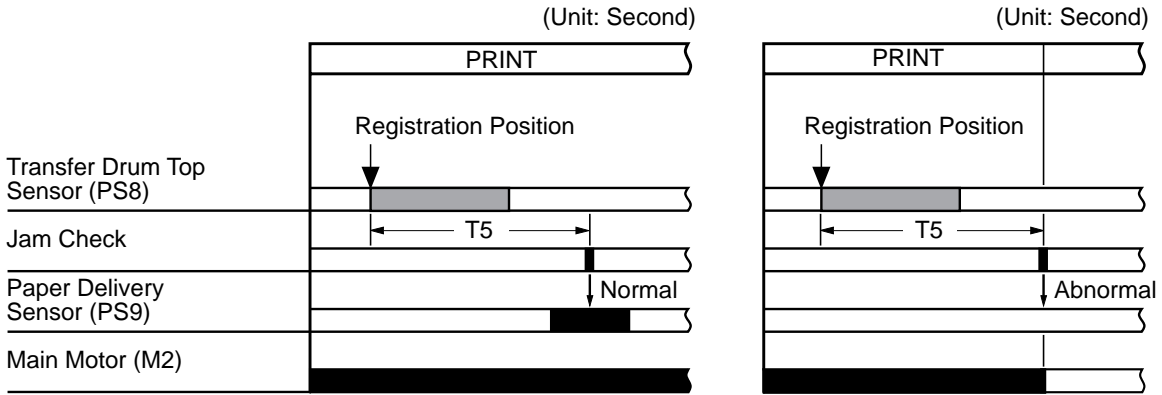 (Unit: Second)
(Unit: Second)
PRINT
PRINT
Registration Position
Registration Position
Transfer Drum Top
Sensor (PS8)
T5
T5
Jam Check
Paper Delivery
Sensor (PS9)
Normal
Abnormal
Main Motor (M2)